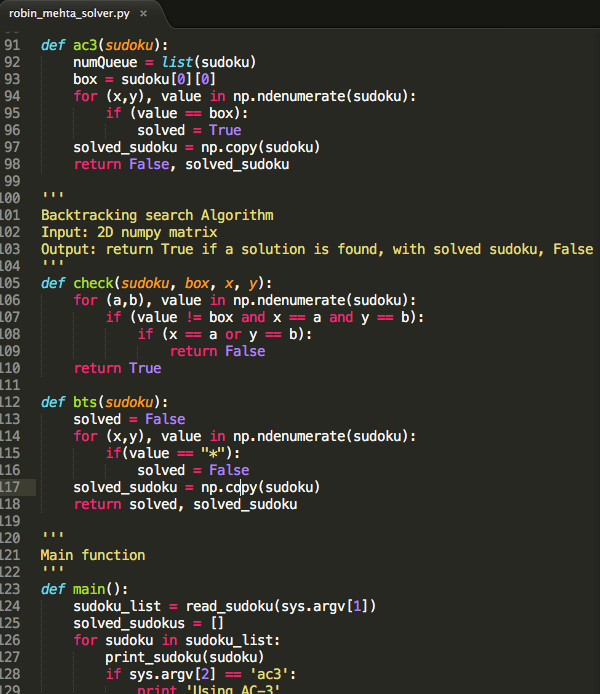 robin_mehta_solver.py ×
91 def ac3(sudoku):
92     numQueue = list(sudoku)
93     box = sudoku[0][0]
94     for (x,y), value in np.ndenumerate(sudoku):
95         if (value == box):
96             solved = True
97     solved_sudoku = np.copy(sudoku)
98     return False, solved_sudoku
99
100 '''
101 Backtracking search Algorithm
102 Input: 2D numpy matrix
103 Output: return True if a solution is found, with solved sudoku, False
104 '''
105 def check(sudoku, box, x, y):
106     for (a,b), value in np.ndenumerate(sudoku):
107         if (value != box and x == a and y == b):
108             if (x == a or y == b):
109                 return False
110     return True
111
112 def bts(sudoku):
113     solved = False
114     for (x,y), value in np.ndenumerate(sudoku):
115         if(value == "*"):
116             solved = False
117     solved_sudoku = np.copy(sudoku)
118     return solved, solved_sudoku
119
120 '''
121 Main function
122 '''
123 def main():
124     sudoku_list = read_sudoku(sys.argv[1])
125     solved_sudokus = []
126     for sudoku in sudoku_list:
127         print_sudoku(sudoku)
128         if sys.argv[2] == 'ac3':
129             print 'Using AC-3'